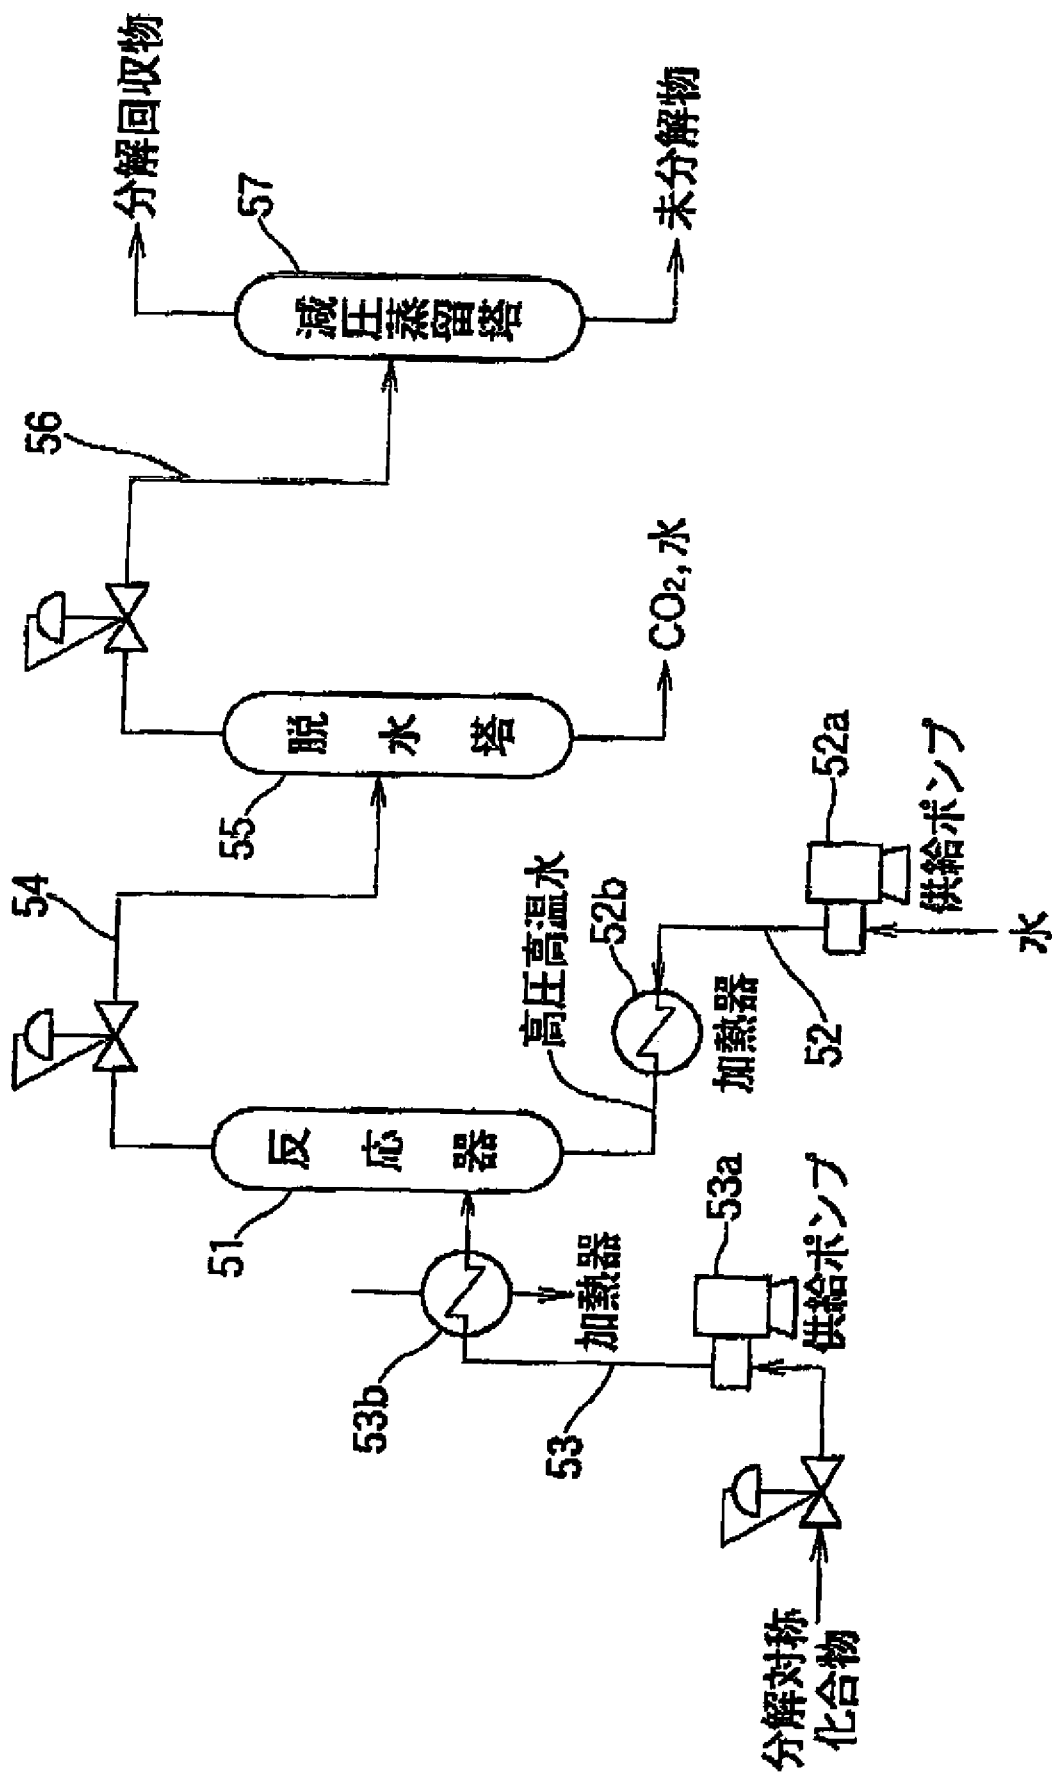 分解対称
化合物
53
53b
加熱器
53a
供給ポンプ
51
反応器
高圧高温水
52b
加熱器
52
52a
供給ポンプ
水
54
55
脱水塔
CO2,水
56
57
減圧蒸留塔
分解回収物
未分解物